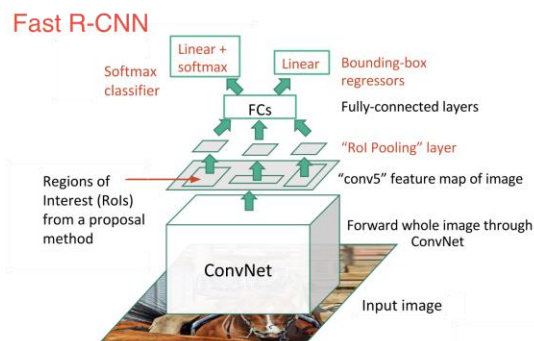 Fast R-CNN
Linear +
softmax
Linear
Softmax
classifier
Bounding-box
regressors
FCs
Fully-connected layers
"RoI Pooling" layer
Regions of
Interest (RoIs)
from a proposal
method
"conv5" feature map of image
Forward whole image through
ConvNet
ConvNet
Input image